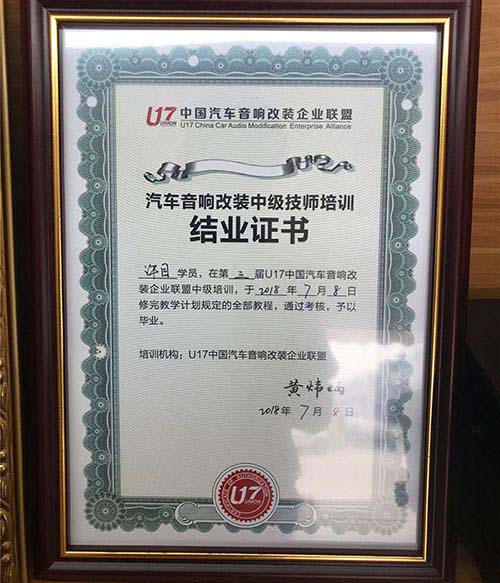 U17 UNION 中国汽车音响改装企业联盟
U17 China Car Audio Modification Enterprise Alliance
汽车音响改装中级技师培训
结业证书
学员，在第三届U17中国汽车音响改
装企业联盟中级培训，于2018年7月8日
修完教学计划规定的全部教程，通过考核，予以
毕业。
培训机构：U17中国汽车音响改装企业联盟
黄炜
2018年7月8日
U17